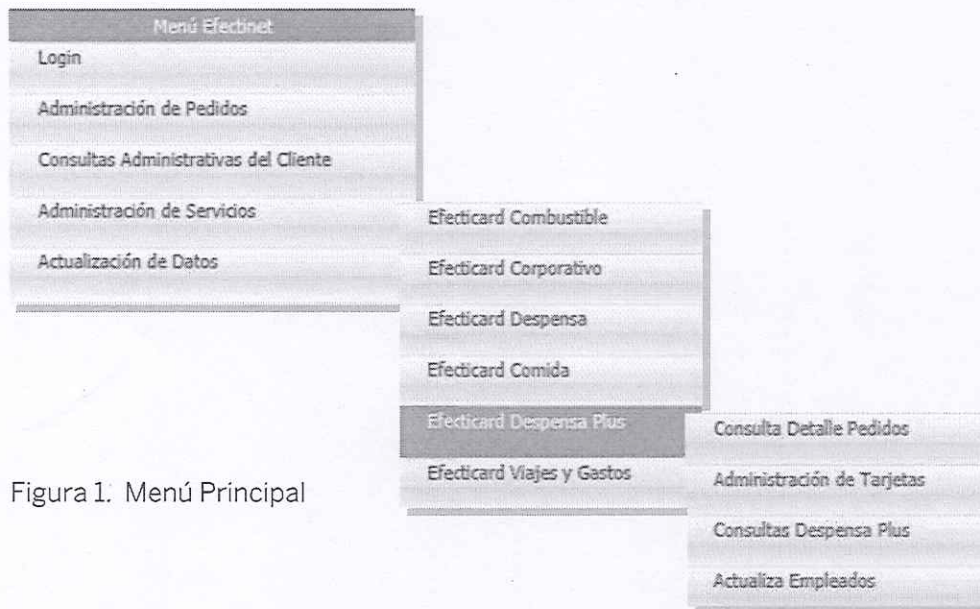 Menú Efectinet
Login
Administración de Pedidos
Consultas Administrativas del Cliente
Administración de Servicios
Actualización de Datos
Efecticard Combustible
Efecticard Corporativo
Efecticard Despensa
Efecticard Comida
Efecticard Despensa Plus
Efecticard Viajes y Gastos
Consulta Detalle Pedidos
Administración de Tarjetas
Consultas Despensa Plus
Actualiza Empleados
Figura 1. Menú Principal